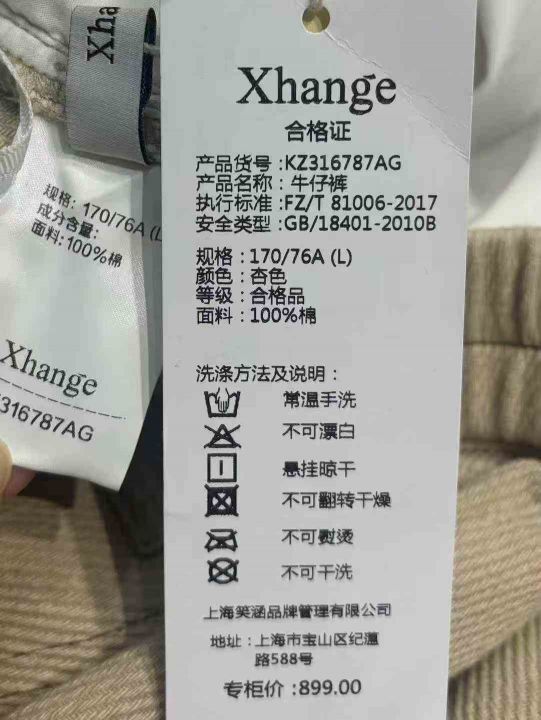 Xha
规格: 170/76A (L
成分含量:
面料: 100%棉
Xhange
316787AG
Xhange
合格证
产品货号 :KZ316787AG
产品名称 : 牛仔裤
执行标准 :FZ/T 81006-2017
安全类型 :GB/18401-2010B
规格 : 170/76A (L)
颜色 : 杏色
等级 : 合格品
面料 : 100%棉
洗涤方法及说明 :
常温手洗
不可漂白
悬挂晾干
不可翻转干燥
不可熨烫
不可干洗
上海笑涵品牌管理有限公司
地址 : 上海市宝山区纪蕰
路588号
专柜价 :899.00